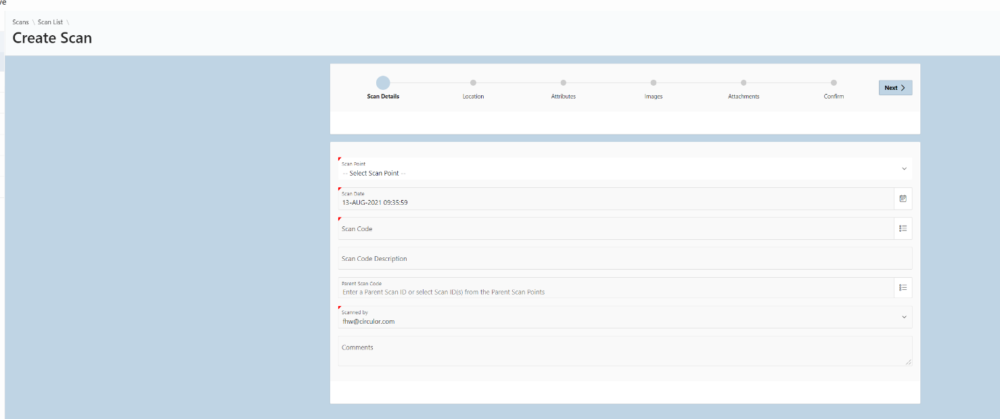 Scans \ Scan List \
Create Scan
Scan Details
Location
Attributes
Images
Attachments
Confirm
Next
Scan Point
-- Select Scan Point --
Scan Date
13-AUG-2021 09:35:59
Scan Code
Scan Code Description
Parent Scan Code
Enter a Parent Scan ID or select Scan ID(s) from the Parent Scan Points
Scanned by
fhw@circulor.com
Comments